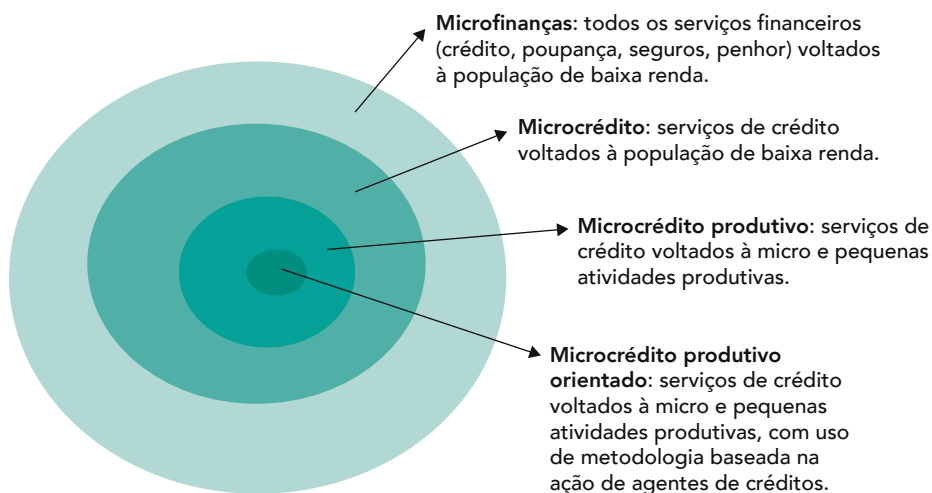 Microfinanças: todos os serviços financeiros
(crédito, poupança, seguros, penhor) voltados
à população de baixa renda.
Microcrédito: serviços de crédito
voltados à população de baixa renda.
Microcrédito produtivo: serviços de
crédito voltados à micro e pequenas
atividades produtivas.
Microcrédito produtivo
orientado: serviços de crédito
voltados à micro e pequenas
atividades produtivas, com uso
de metodologia baseada na
ação de agentes de créditos.